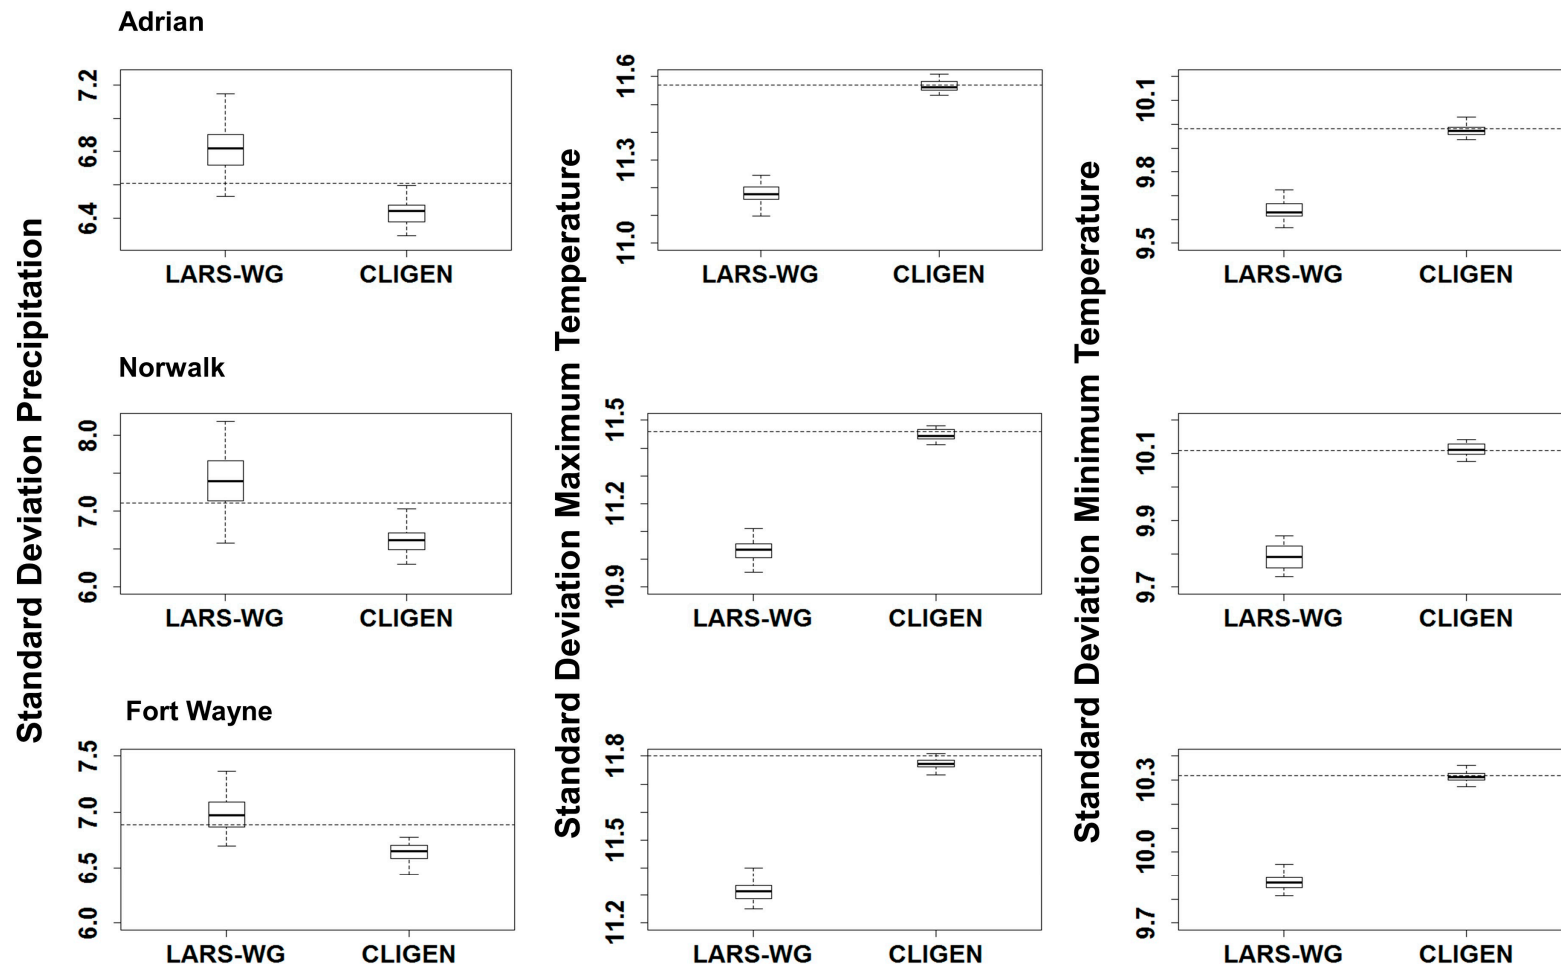 Adrian
Standard Deviation Precipitation
Standard Deviation Maximum Temperature
Standard Deviation Minimum Temperature
7.2
6.8
6.4
LARS-WG CLIGEN
11.6
11.3
11.0
LARS-WG CLIGEN
10.1
9.8
9.5
LARS-WG CLIGEN
Norwalk
8.0
7.0
6.0
LARS-WG CLIGEN
11.5
11.2
10.9
LARS-WG CLIGEN
10.1
9.9
9.7
LARS-WG CLIGEN
Fort Wayne
7.5
7.0
6.5
6.0
LARS-WG CLIGEN
11.8
11.5
11.2
LARS-WG CLIGEN
10.3
10.0
9.7
LARS-WG CLIGEN